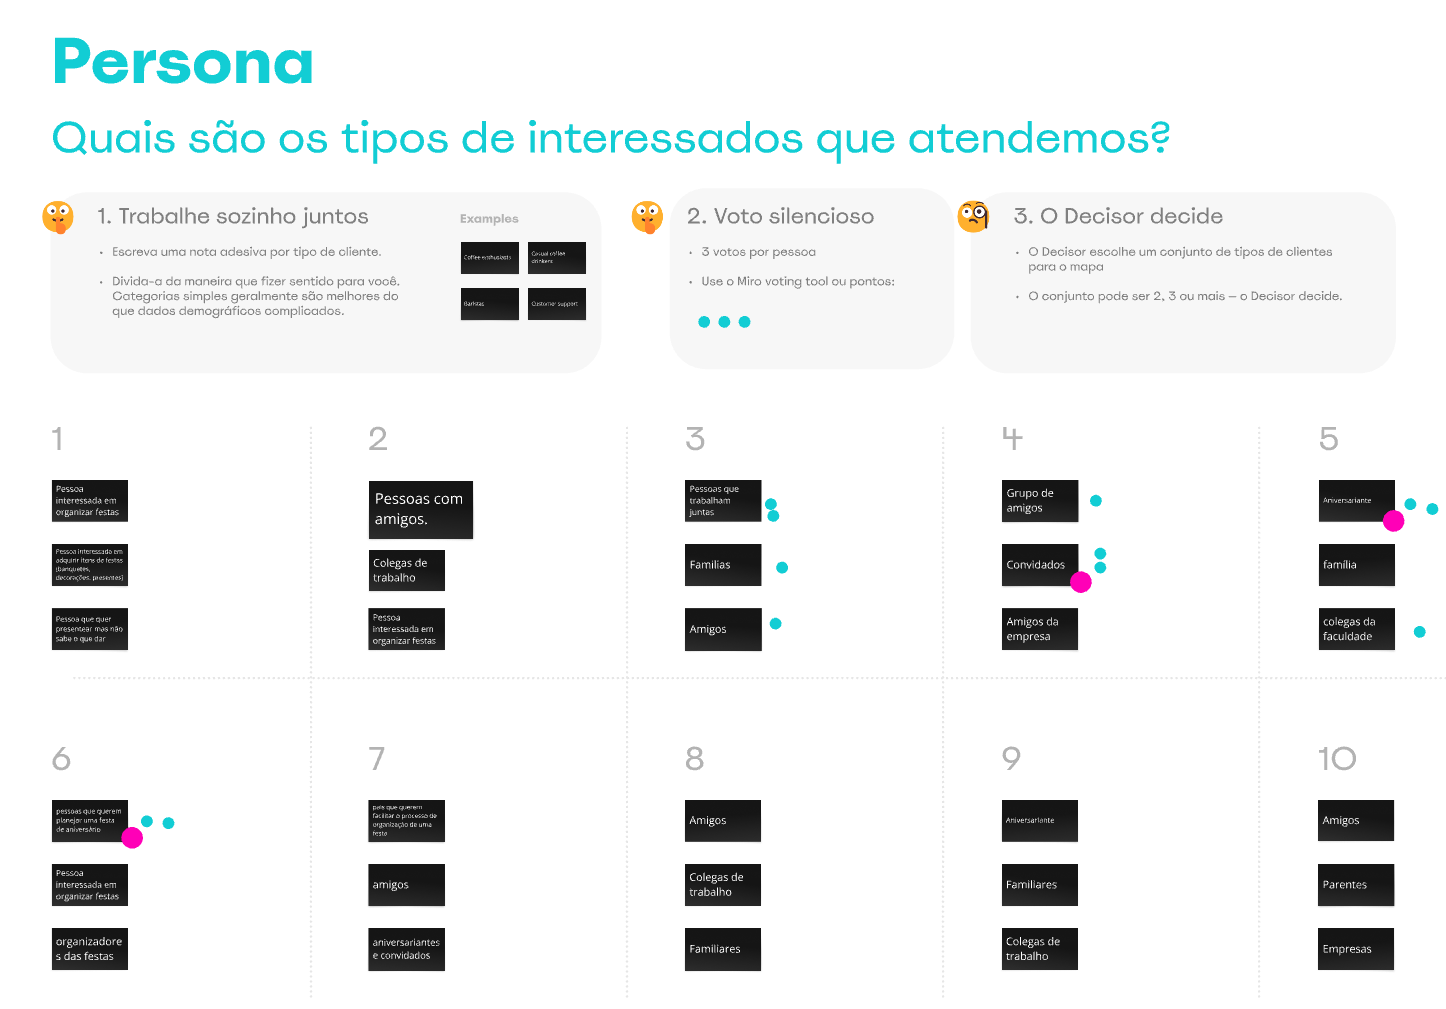 Persona
Quais são os tipos de interessados que atendemos?
1. Trabalhe sozinho juntos
Escreva uma nota adesiva por tipo de cliente.
Divida-a da maneira que fizer sentido para você.
Categorias simples geralmente são melhores do
que dados demográficos complicados.
Examples
Coffee enthusiasts
Casual coffee
drinkers
Baristas
Customer support
2. Voto silencioso
3 votos por pessoa
Use o Miro voting tool ou pontos:
3. O Decisor decide
O Decisor escolhe um conjunto de tipos de clientes
para o mapa
O conjunto pode ser 2, 3 ou mais — o Decisor decide.
1
Pessoa
interessada em
organizar festas
Pessoa interessada em
adquirir itens de festas
(banquetes,
decorações, presentes)
Pessoa que quer
presentear mas não
sabe o que dar
2
Pessoas com
amigos.
Colegas de
trabalho
Pessoa
interessada em
organizar festas
3
Pessoas que
trabalham
juntas
Familias
Amigos
4
Grupo de
amigos
Convidados
Amigos da
empresa
5
Aniversariante
família
colegas da
faculdade
6
pessoas que querem
planejar uma festa
de aniversário
Pessoa
interessada em
organizar festas
organizadore
s das festas
7
pais que querem
facilitar o processo de
organização de uma
festa
amigos
aniversariantes
e convidados
8
Amigos
Colegas de
trabalho
Familiares
9
Aniversariante
Familiares
Colegas de
trabalho
10
Amigos
Parentes
Empresas